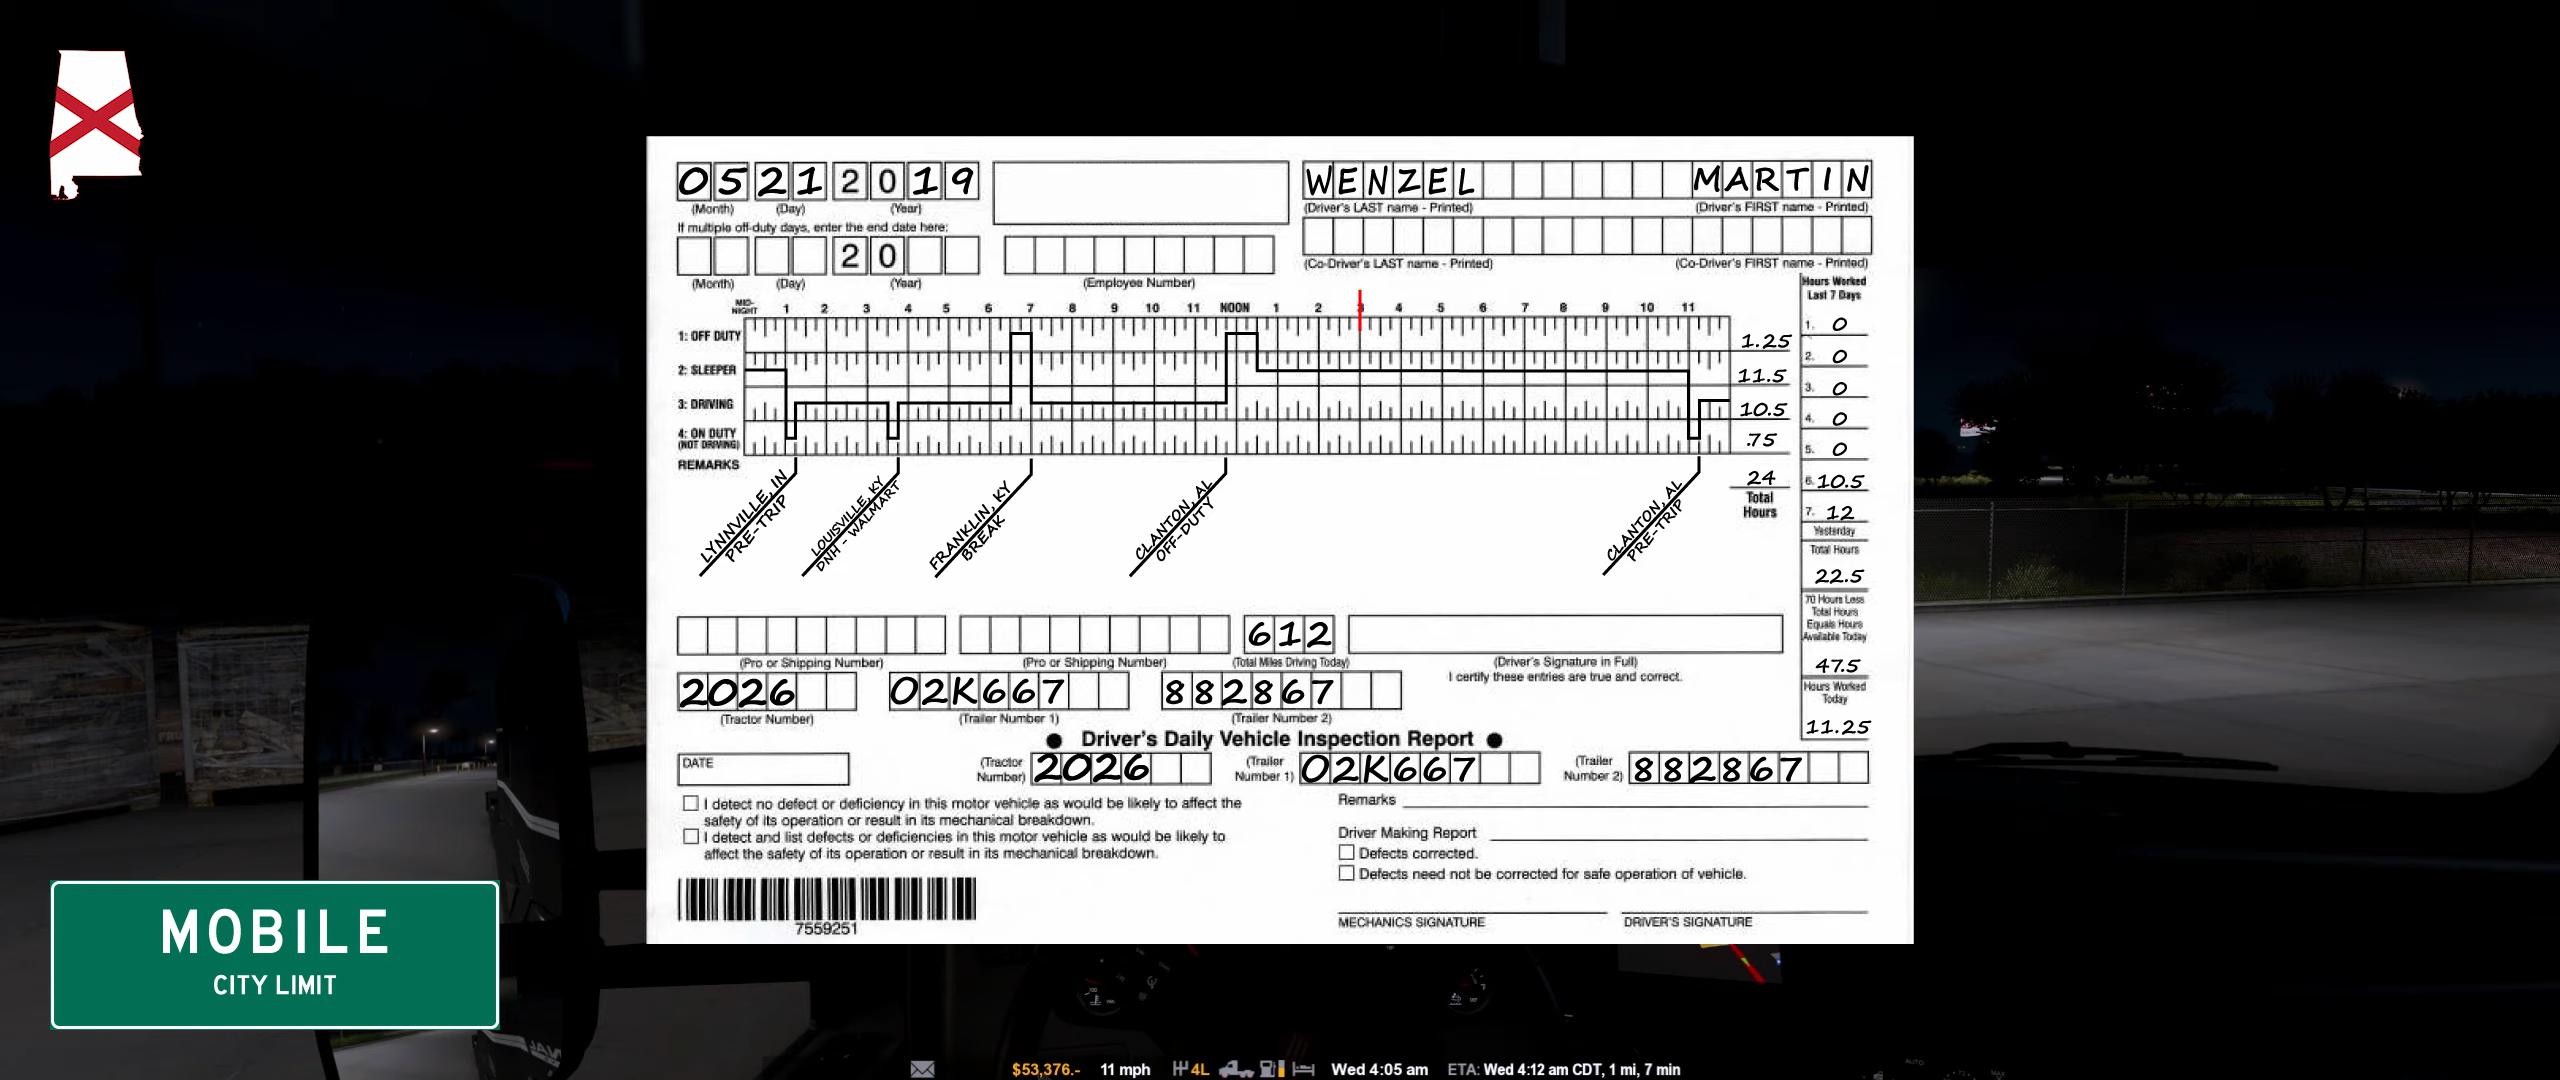 05 21 2019
WENZEL MARTIN
(Month) (Day) (Year)
(Driver's LAST name - Printed) (Driver's FIRST name - Printed)
If multiple off-duty days, enter the end date here:
20
(Month) (Day) (Year)
(Employee Number)
(Co-Driver's LAST name - Printed) (Co-Driver's FIRST name - Printed)
MID-NIGHT 1 2 3 4 5 6 7 8 9 10 11 NOON 1 2 3 4 5 6 7 8 9 10 11
1: OFF DUTY 1.25
2: SLEEPER 11.5
3: DRIVING 10.5
4: ON DUTY
(NOT DRIVING) .75
REMARKS
24
Total
Hours
LYNNVILLE, IN
PRE-TRIP
LOUISVILLE, KY
DNH - WALMART
FRANKLIN, KY
BREAK
CLANTON, AL
OFF-DUTY
CLANTON, AL
PRE-TRIP
Hours Worked
Last 7 Days
1. 0
2. 0
3. 0
4. 0
5. 0
6. 10.5
7. 12
Yesterday
Total Hours
22.5
70 Hours Less
Total Hours
Equals Hours
Available Today
47.5
Hours Worked
Today
11.25
612
(Pro or Shipping Number) (Pro or Shipping Number) (Total Miles Driving Today) (Driver's Signature in Full)
I certify these entries are true and correct.
2026 02K667 882867
(Tractor Number) (Trailer Number 1) (Trailer Number 2)
● Driver's Daily Vehicle Inspection Report ●
DATE
(Tractor
Number) 2026
(Trailer
Number 1) 02K667
(Trailer
Number 2) 882867
I detect no defect or deficiency in this motor vehicle as would be likely to affect the
safety of its operation or result in its mechanical breakdown.
I detect and list defects or deficiencies in this motor vehicle as would be likely to
affect the safety of its operation or result in its mechanical breakdown.
Remarks
Driver Making Report
Defects corrected.
Defects need not be corrected for safe operation of vehicle.
MECHANICS SIGNATURE DRIVER'S SIGNATURE
7559251
MOBILE
CITY LIMIT
$53,376.- 11 mph 4L Wed 4:05 am ETA: Wed 4:12 am CDT, 1 mi, 7 min